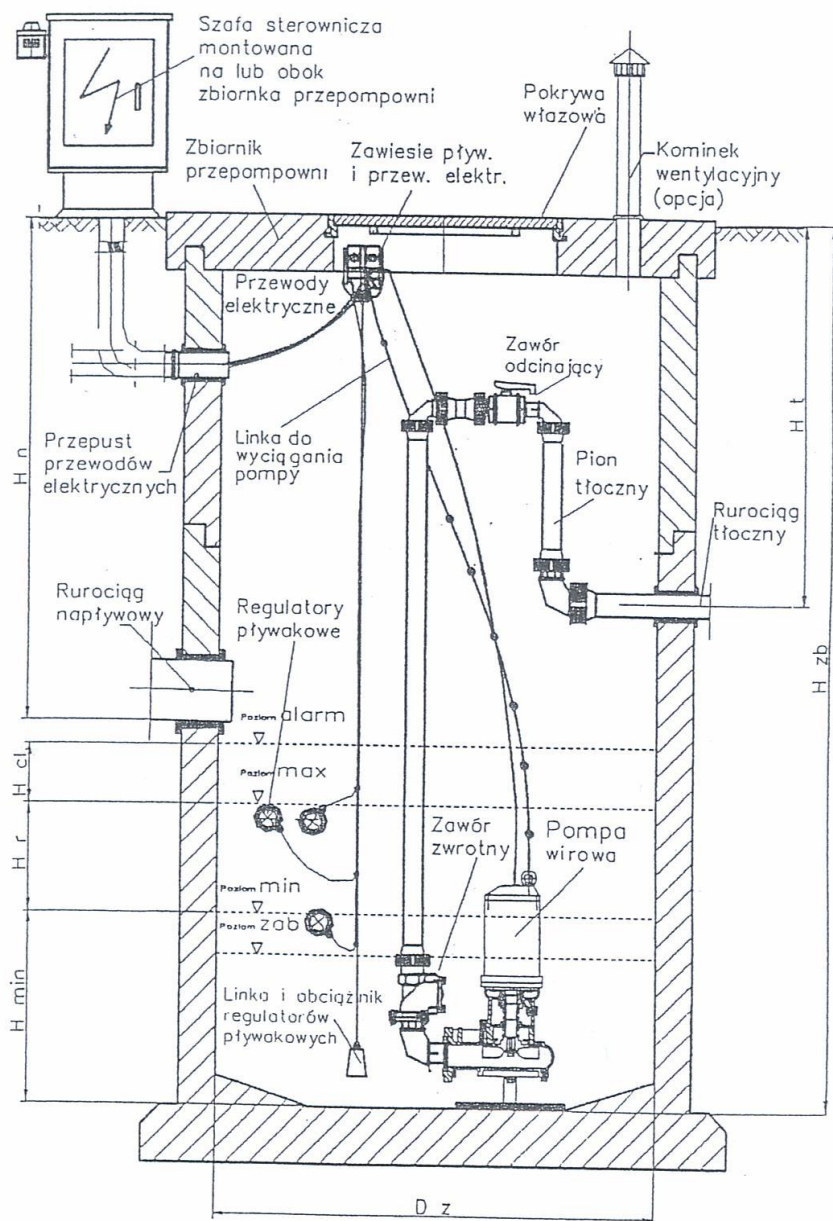 Szafa sterownicza
montowana
na lub obok
zbiornka przepompowni
Zbiornik
przepompowni
Zawiesie pływ.
i przew. elektr.
Pokrywa
włazowa
Kominek
wentylacyjny
(opcja)
Przewody
elektryczne
Zawór
odcinający
Przepust
przewodów
elektrycznych
Linka do
wyciągania
pompy
Pion
tłoczny
Rurociąg
tłoczny
Rurociąg
napływowy
Regulatory
pływakowe
Poziom alarm
Poziom max
Zawór
zwrotny
Pompa
wirowa
Poziom min
Poziom zab
Linka i obciążnik
regulatorów
pływakowych
H n
H cl
H r
H min
H t
H zb
D z